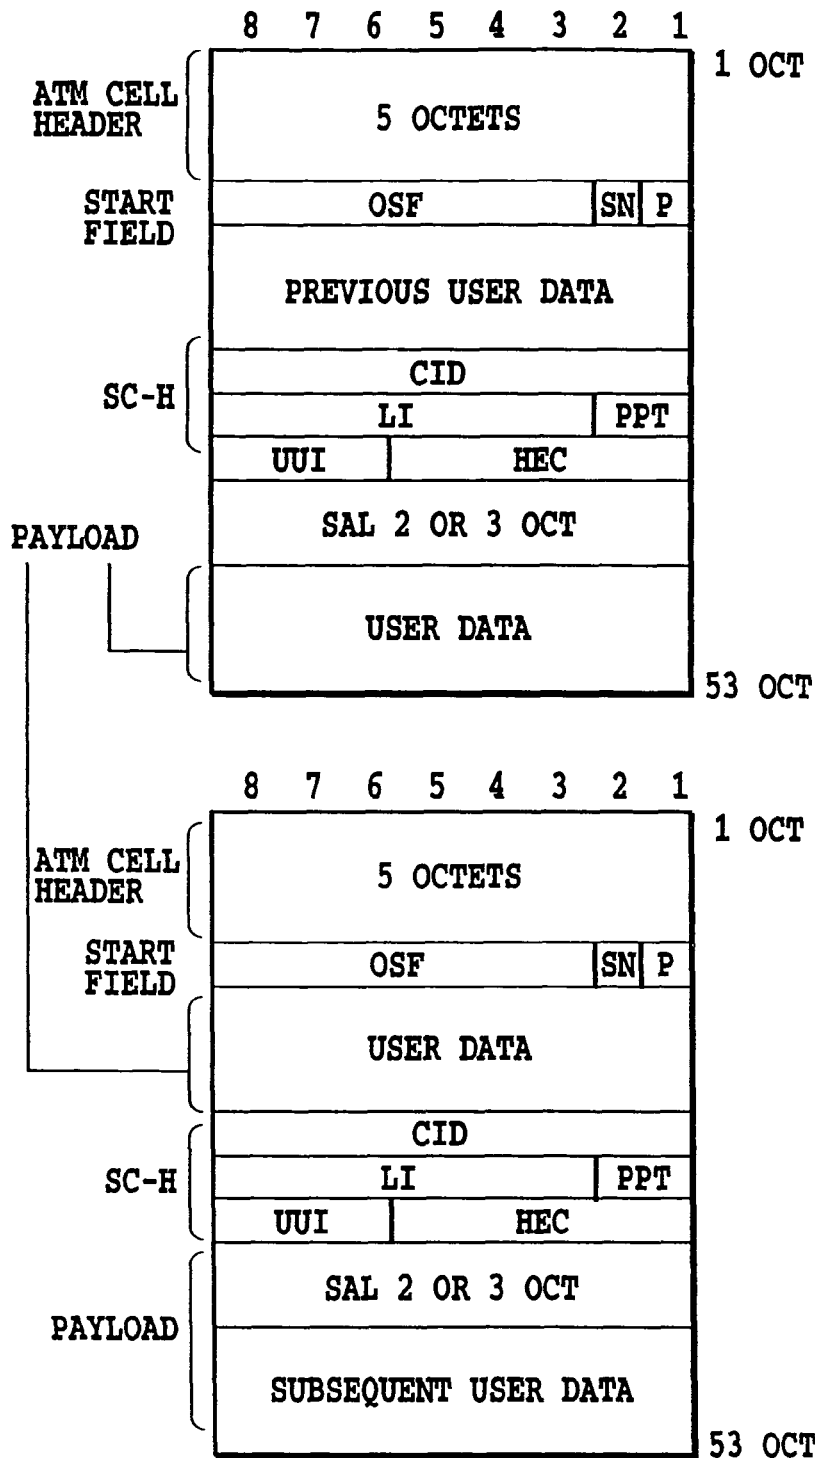 8 7 6 5 4 3 2 1
1 OCT
ATM CELL
HEADER
5 OCTETS
START
FIELD
OSF SN P
PREVIOUS USER DATA
SC-H
CID
LI PPT
UUI HEC
SAL 2 OR 3 OCT
PAYLOAD
USER DATA
53 OCT
8 7 6 5 4 3 2 1
1 OCT
ATM CELL
HEADER
5 OCTETS
START
FIELD
OSF SN P
USER DATA
CID
SC-H
LI PPT
UUI HEC
SAL 2 OR 3 OCT
PAYLOAD
SUBSEQUENT USER DATA
53 OCT